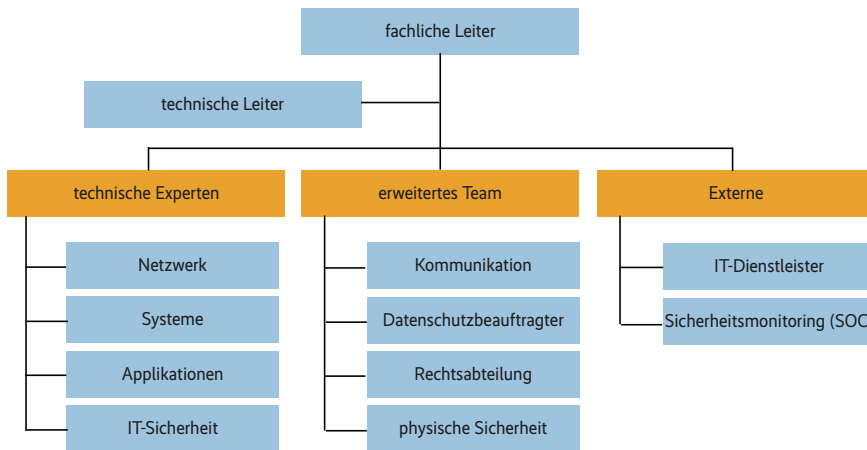 fachliche Leiter
technische Leiter
technische Experten
erweitertes Team
Externe
Netzwerk
Systeme
Applikationen
IT-Sicherheit
Kommunikation
Datenschutzbeauftragter
Rechtsabteilung
physische Sicherheit
IT-Dienstleister
Sicherheitsmonitoring (SOC